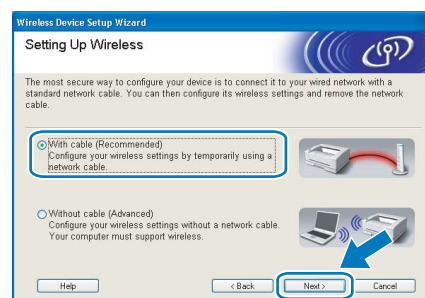 Wireless Device Setup Wizard
Setting Up Wireless
The most secure way to configure your device is to connect it to your wired network with a
standard network cable. You can then configure its wireless settings and remove the network
cable.
With cable (Recommended)
Configure your wireless settings by temporarily using a
network cable.
Without cable (Advanced)
Configure your wireless settings without a network cable.
Your computer must support wireless.
Help
< Back
Next >
Cancel